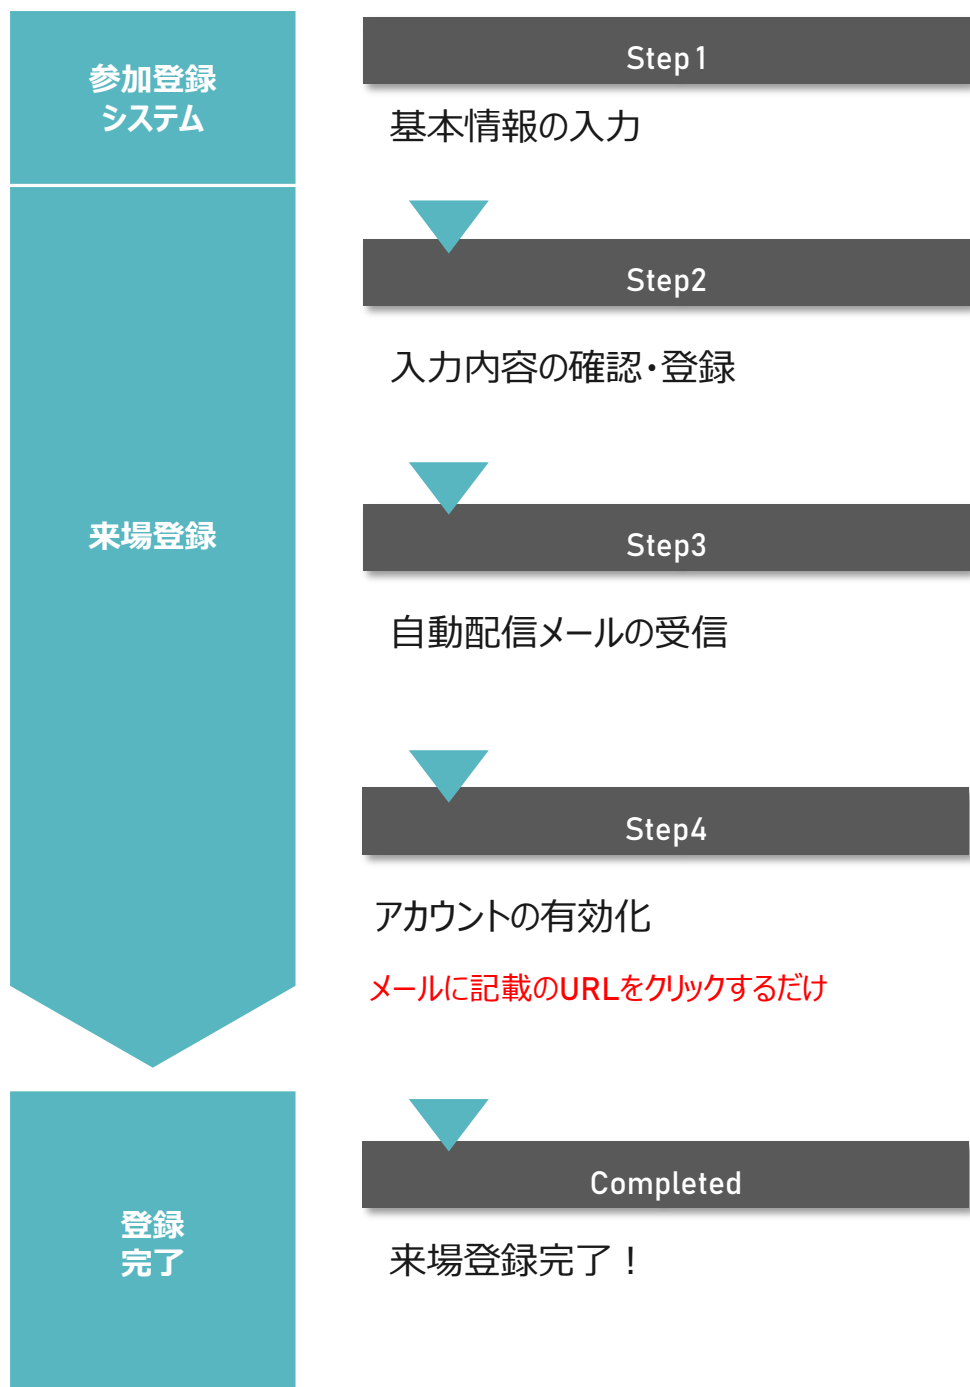 参加登録
システム
Step1
基本情報の入力
Step2
入力内容の確認・登録
来場登録
Step3
自動配信メールの受信
Step4
アカウントの有効化
メールに記載のURLをクリックするだけ
登録
完了
Completed
来場登録完了！